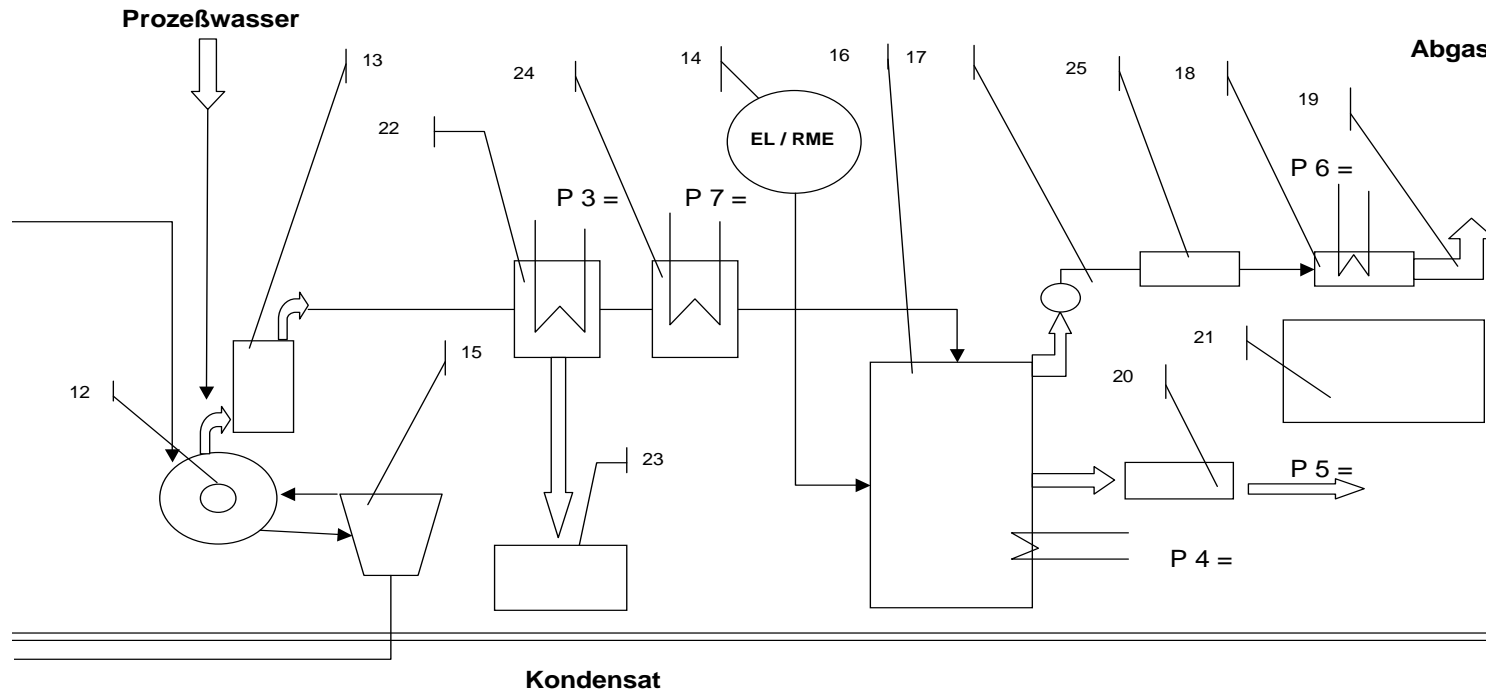 Prozeßwasser
Abgas
13
24
14
16
17
25
18
19
22
EL / RME
P 6 =
P 3 =
P 7 =
15
21
20
12
23
P 5 =
P 4 =
Kondensat